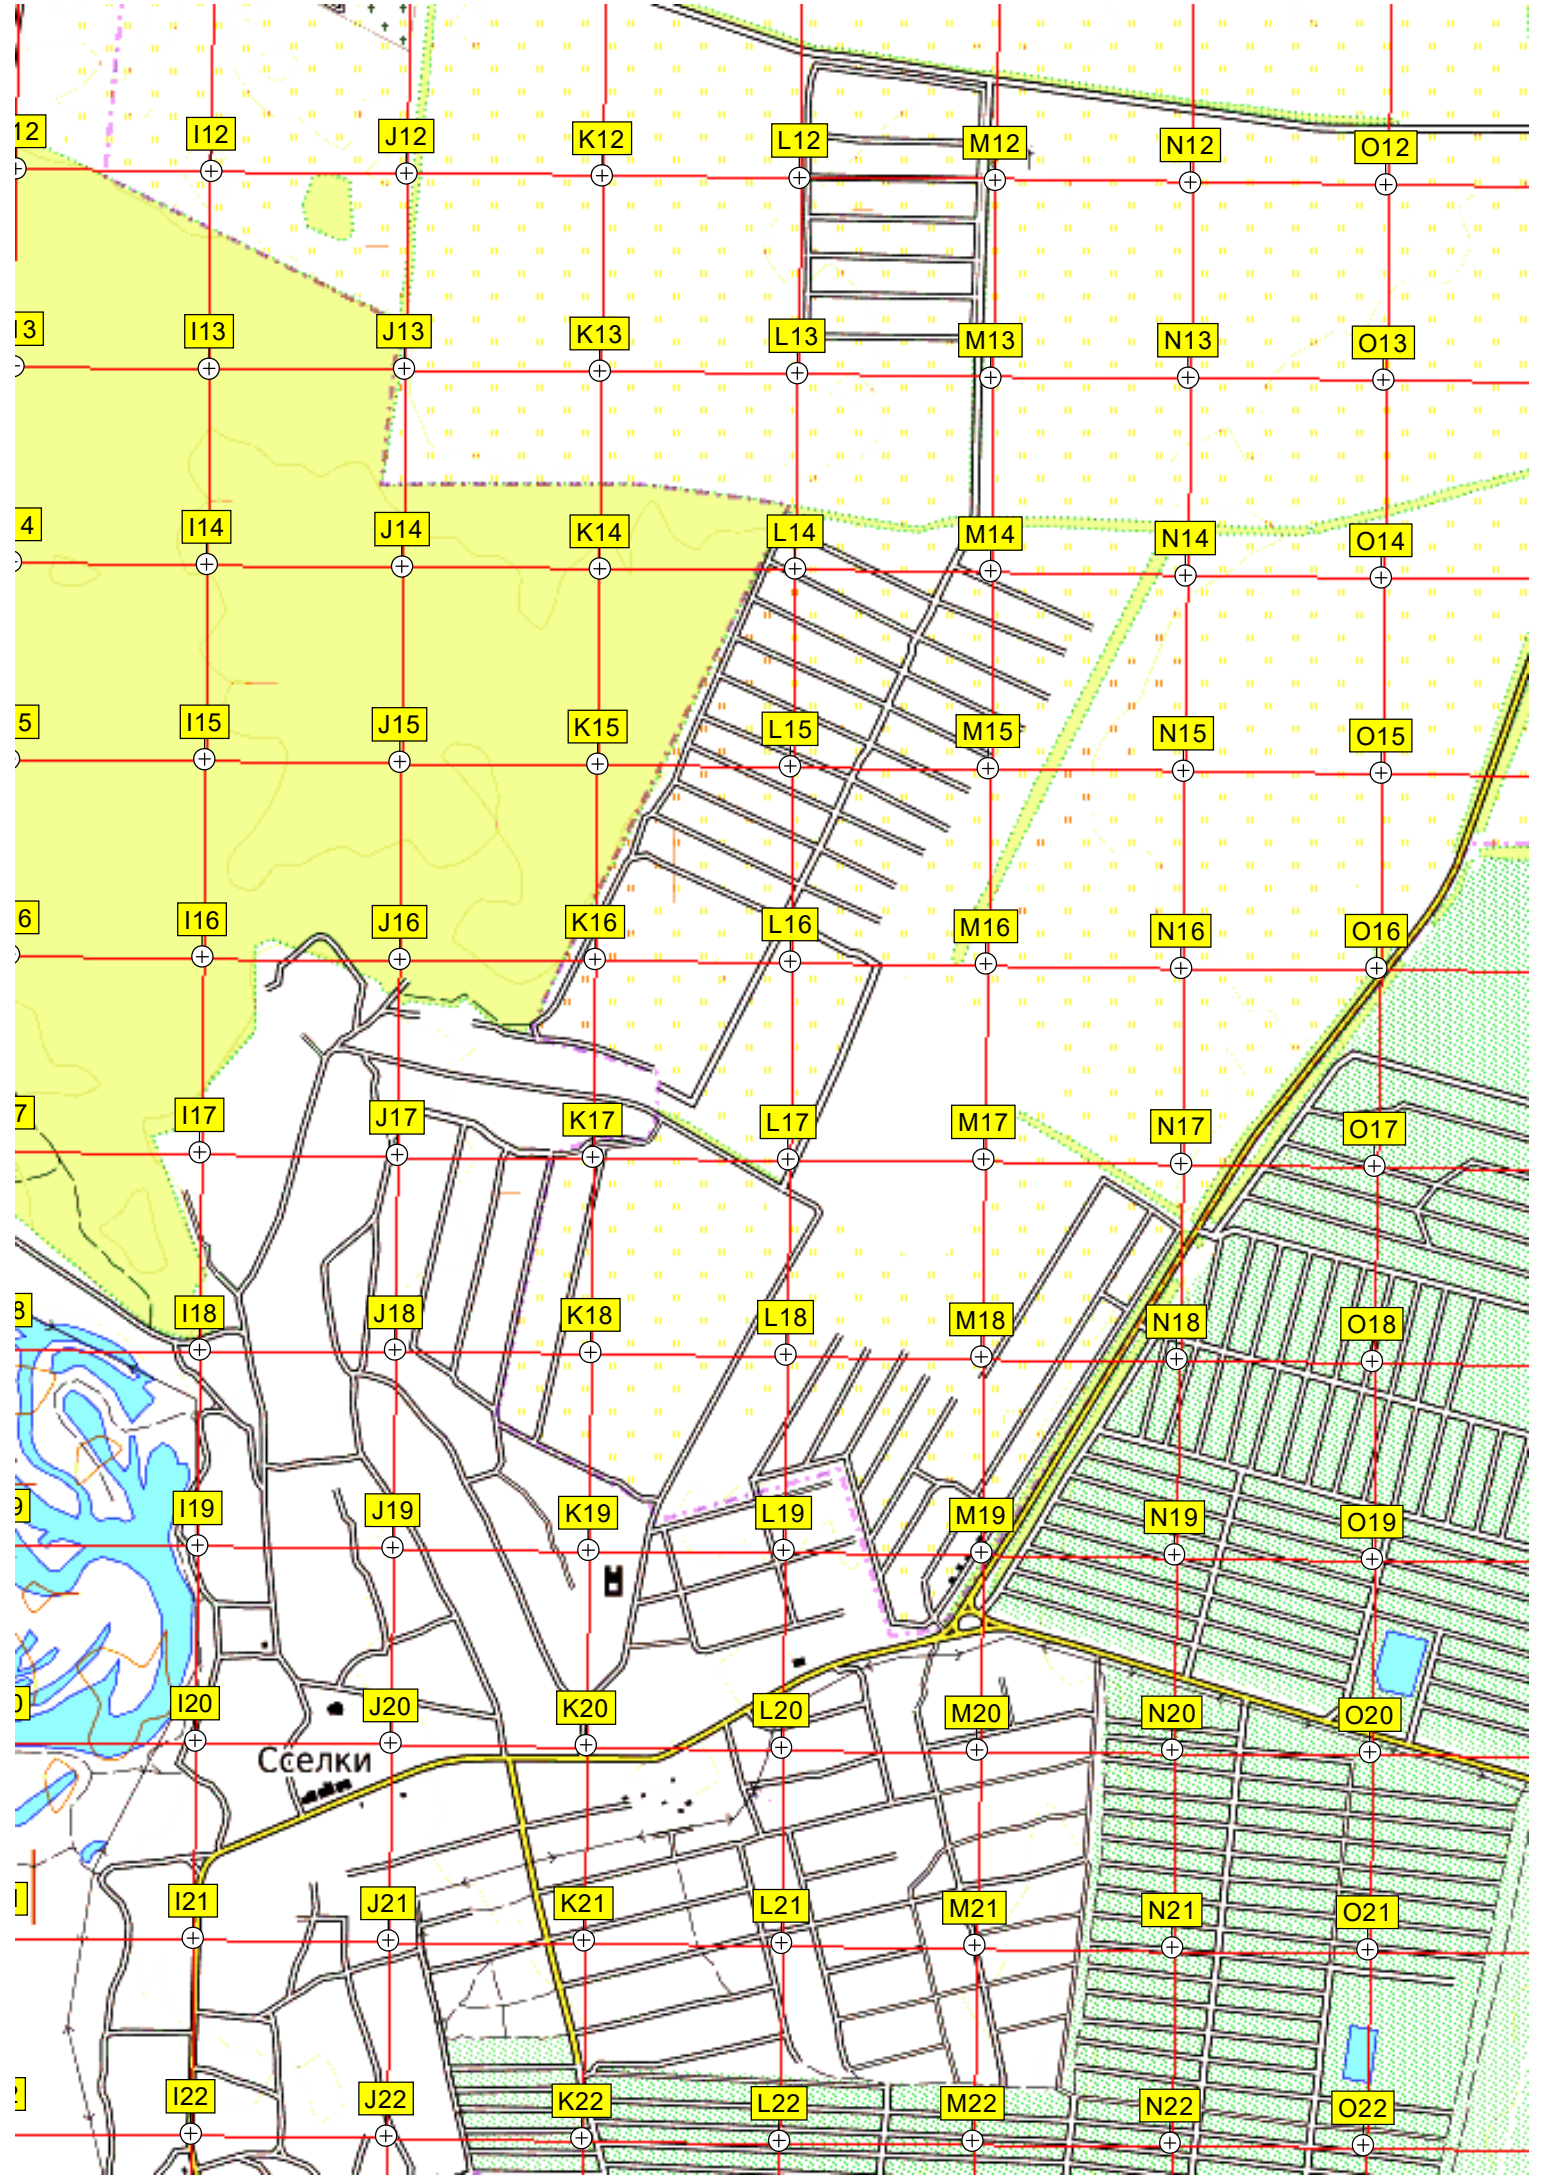 12 I12 J12 K12 L12 M12 N12 O12
13 I13 J13 K13 L13 M13 N13 O13
4 I14 J14 K14 L14 M14 N14 O14
5 I15 J15 K15 L15 M15 N15 O15
6 I16 J16 K16 L16 M16 N16 O16
7 I17 J17 K17 L17 M17 N17 O17
8 I18 J18 K18 L18 M18 N18 O18
9 I19 J19 K19 L19 M19 N19 O19
I20 J20 K20 L20 M20 N20 O20
Сселки
I21 J21 K21 L21 M21 N21 O21
I22 J22 K22 L22 M22 N22 O22